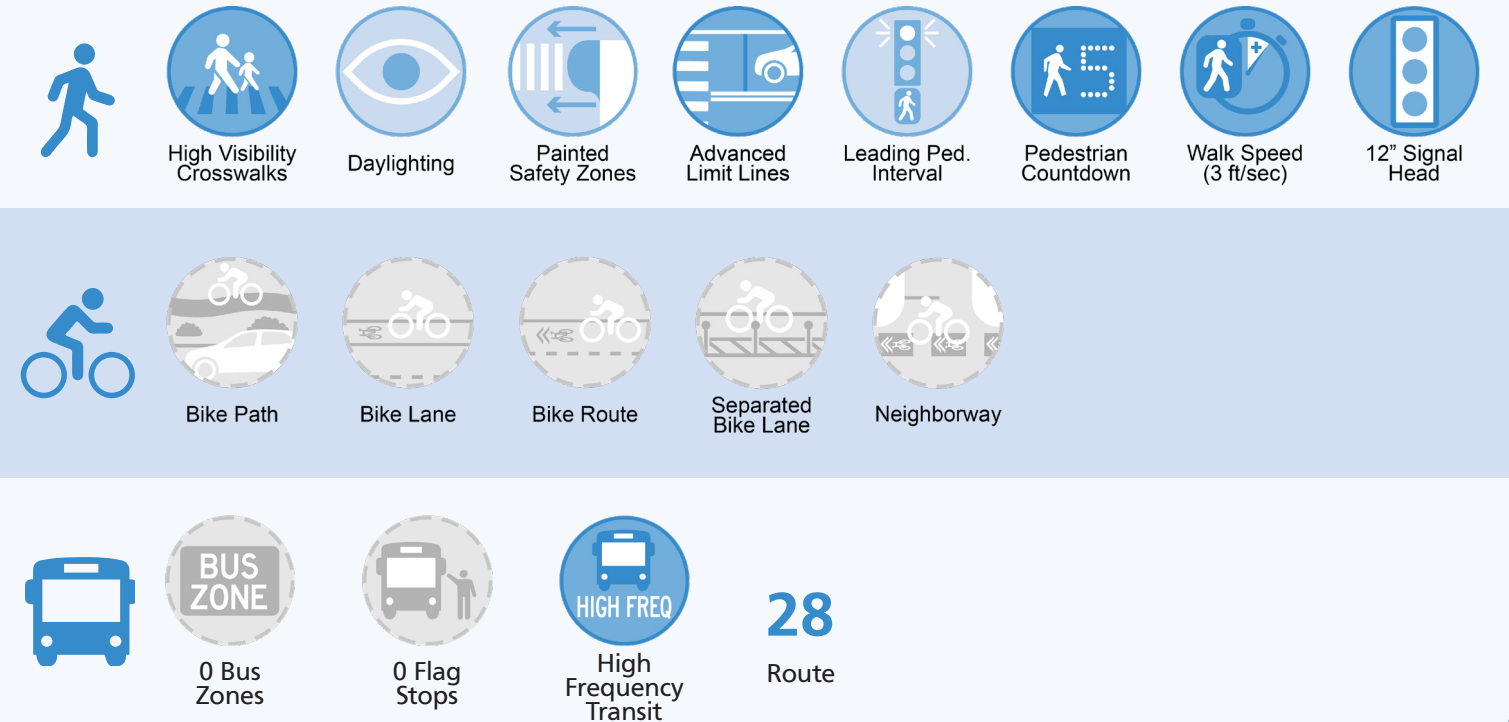 5
High Visibility
Crosswalks
Daylighting
Painted
Safety Zones
Advanced
Limit Lines
Leading Ped.
Interval
Pedestrian
Countdown
Walk Speed
(3 ft/sec)
12” Signal
Head
Bike Path
Bike Lane
Bike Route
Separated
Bike Lane
Neighborway
BUS
ZONE
0 Bus
Zones
0 Flag
Stops
HIGH FREQ
High
Frequency
Transit
28
Route